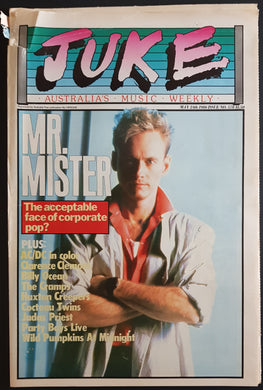 JUKE
AUSTRALIA'S · MUSIC · WEEKLY
MR.
MISTER
The acceptable
face of corporate
pop?
PLUS:
AC/DC in color
Clarence Clemons
Billy Ocean
The Cramps
Huxton Creepers
Cocteau Twins
Judas Priest
Party Boys Live
Wild Pumpkins At Midnight